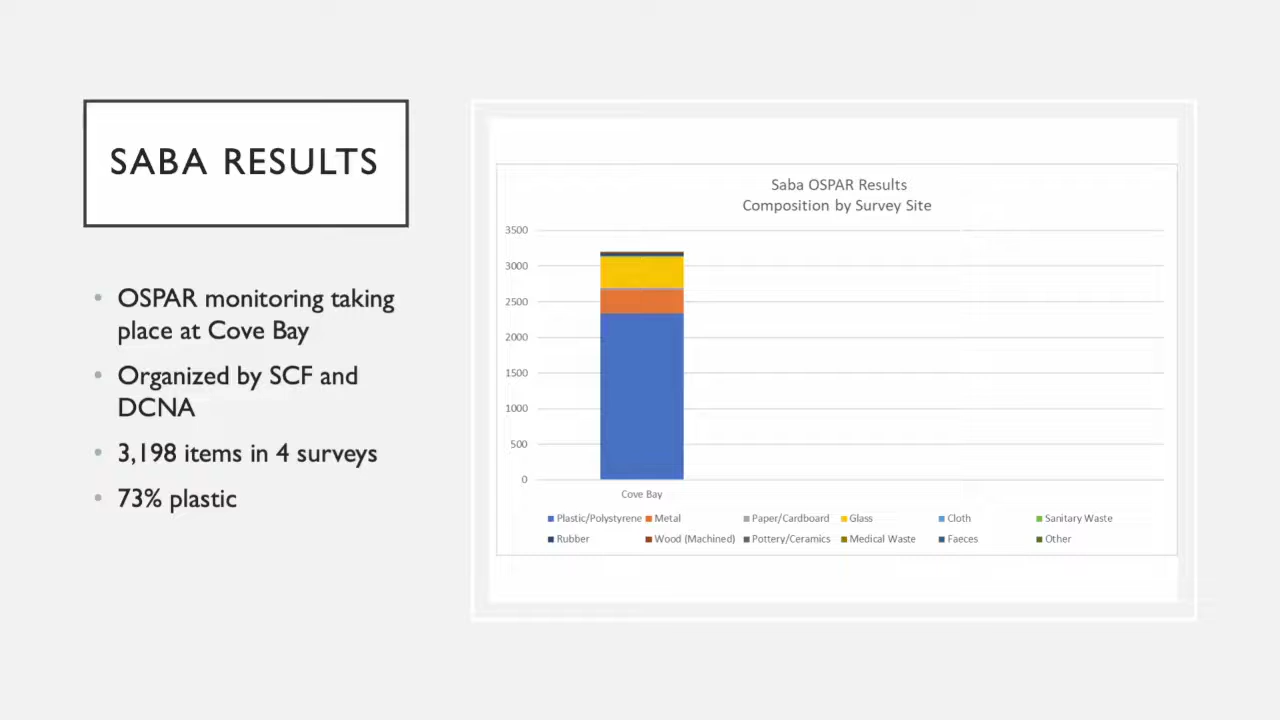 SABA RESULTS
• OSPAR monitoring taking
place at Cove Bay
• Organized by SCF and
DCNA
• 3,198 items in 4 surveys
• 73% plastic
Saba OSPAR Results
Composition by Survey Site
3500
3000
2500
2000
1500
1000
500
0
Cove Bay
Plastic/Polystyrene Metal Paper/Cardboard Glass Cloth Sanitary Waste
Rubber Wood (Machined) Pottery/Ceramics Medical Waste Faeces Other